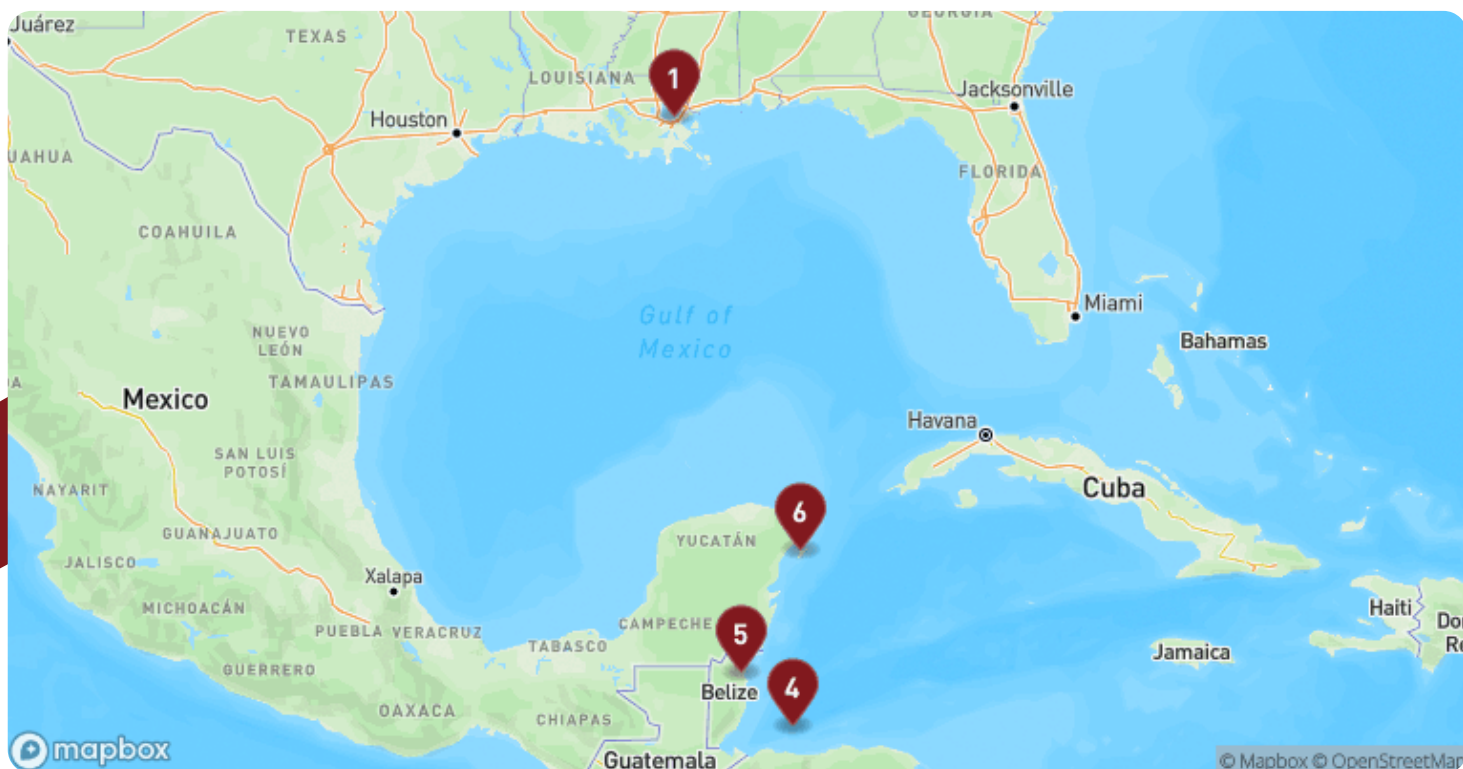 Juárez
TEXAS
GEORGIA
LOUISIANA
1
Jacksonville
Houston
UAHUA
FLORIDA
COAHUILA
Gulf of
Mexico
Miami
NUEVO
LEÓN
Bahamas
TAMAULIPAS
Mexico
Havana
SAN LUIS
POTOSÍ
Cuba
NAYARIT
6
GUANAJUATO
YUCATÁN
JALISCO
Xalapa
MICHOACÁN
Haiti
PUEBLA
VERACRUZ
CAMPECHE
5
Do
Re
TABASCO
Jamaica
GUERRERO
Belize
4
OAXACA
CHIAPAS
mapbox
Guatemala
© Mapbox © OpenStreetMap